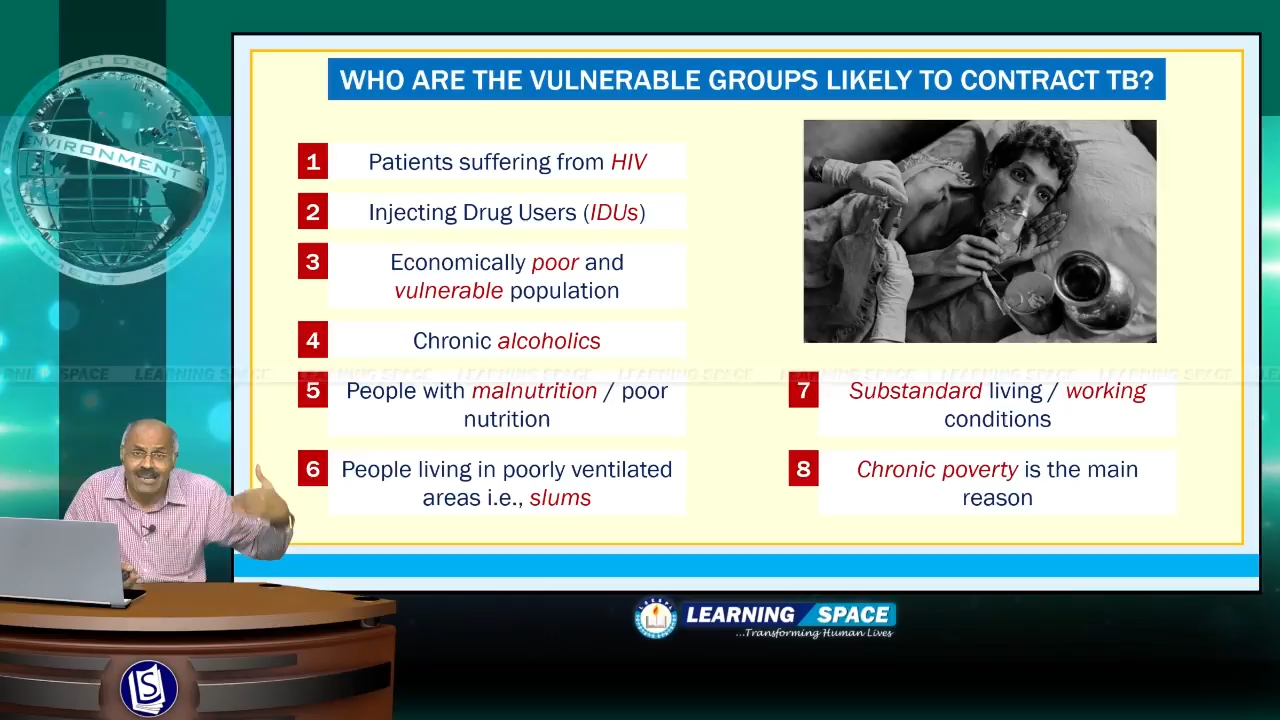 WHO ARE THE VULNERABLE GROUPS LIKELY TO CONTRACT TB?
1 Patients suffering from HIV
2 Injecting Drug Users (IDUs)
3 Economically poor and
vulnerable population
4 Chronic alcoholics
5 People with malnutrition / poor
nutrition
6 People living in poorly ventilated
areas i.e., slums
7 Substandard living / working
conditions
8 Chronic poverty is the main
reason
ENVIRONMENT
LEARNING SPACE
LEARNING SPACE
...Transforming Human Lives
LS